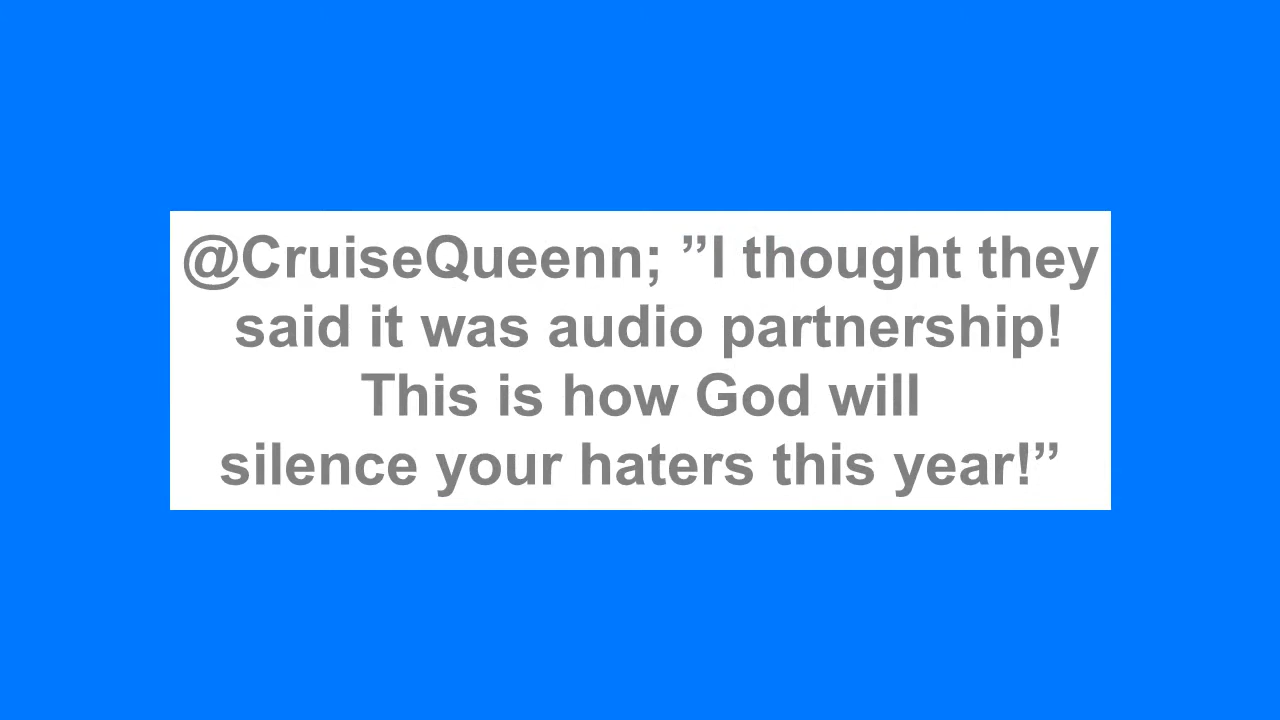 @CruiseQueenn; ”I thought they
said it was audio partnership!
This is how God will
silence your haters this year!”